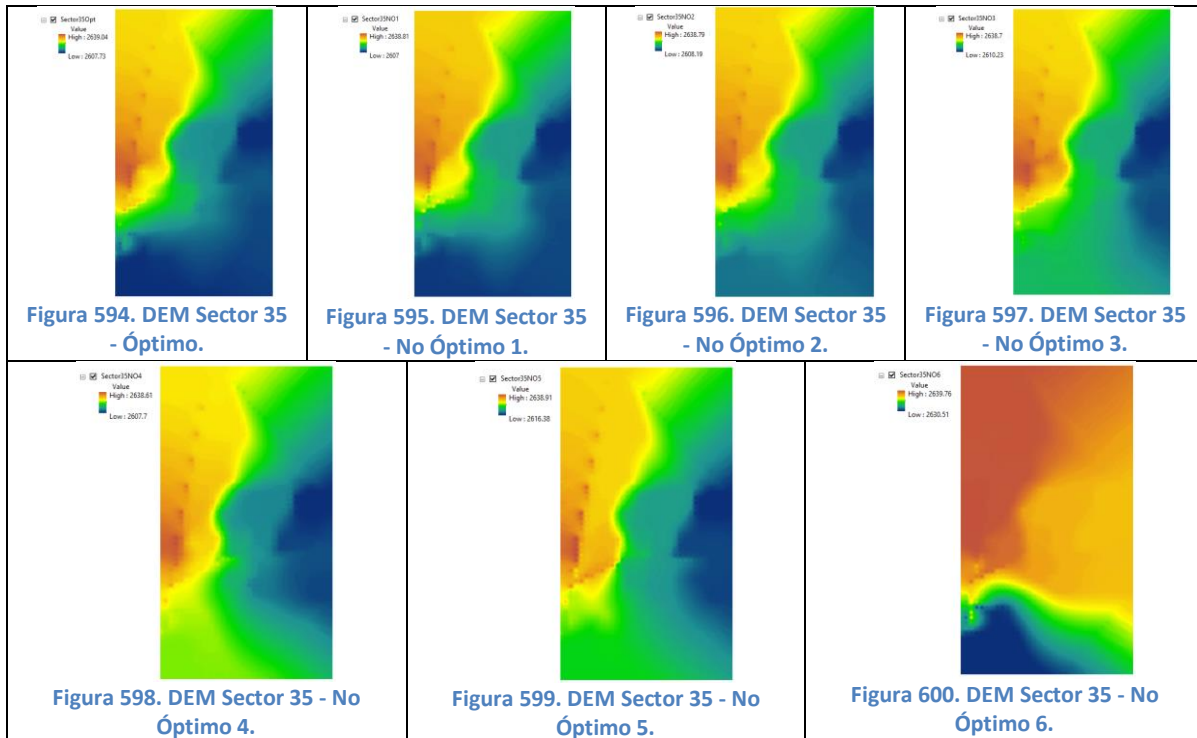 Sector35Opt
Value
High : 2639.04
Low : 2607.73
Figura 594. DEM Sector 35
- Óptimo.
Sector35NO1
Value
High : 2638.81
Low : 2607
Figura 595. DEM Sector 35
- No Óptimo 1.
Sector35NO2
Value
High : 2638.79
Low : 2608.19
Figura 596. DEM Sector 35
- No Óptimo 2.
Sector35NO3
Value
High : 2638.7
Low : 2610.23
Figura 597. DEM Sector 35
- No Óptimo 3.
Sector35NO4
Value
High : 2638.61
Low : 2607.7
Figura 598. DEM Sector 35 - No
Óptimo 4.
Sector35NO5
Value
High : 2638.91
Low : 2616.38
Figura 599. DEM Sector 35 - No
Óptimo 5.
Sector35NO6
Value
High : 2639.76
Low : 2630.51
Figura 600. DEM Sector 35 - No
Óptimo 6.